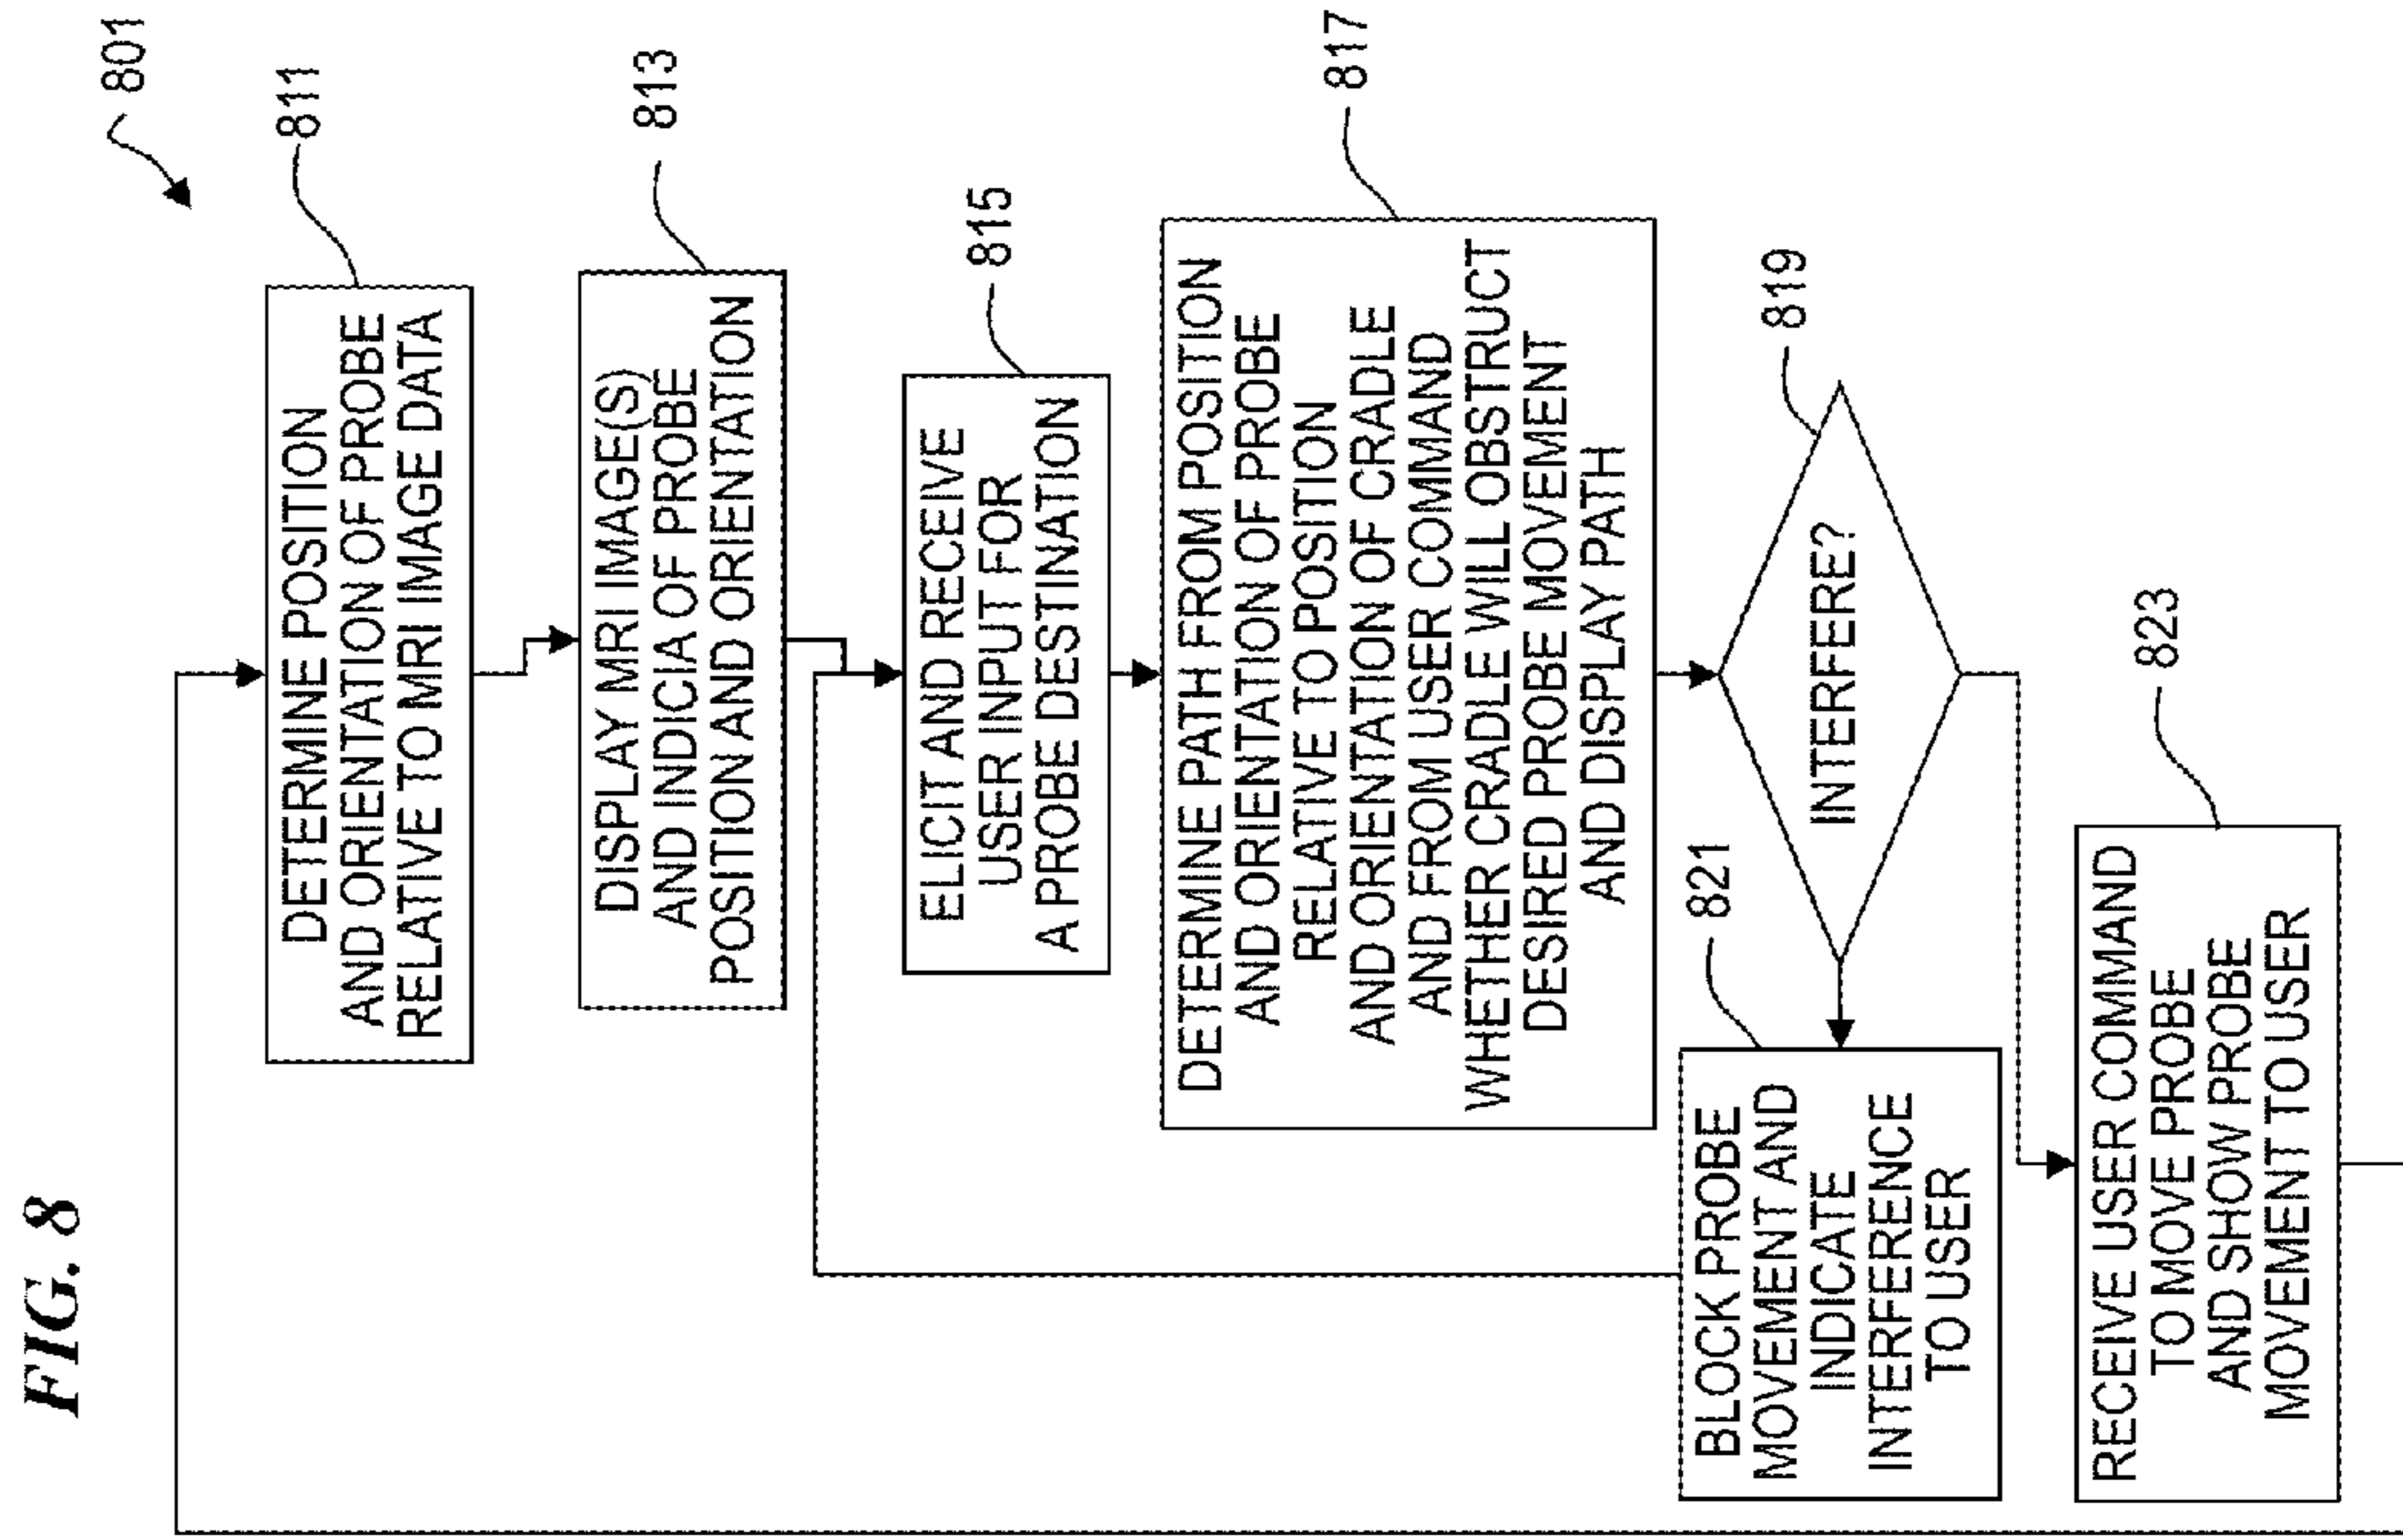 FIG. 8
801
811
DETERMINE POSITION
AND ORIENTATION OF PROBE
RELATIVE TO MRI IMAGE DATA
813
DISPLAY MRI IMAGE(S)
AND INDICIA OF PROBE
POSITION AND ORIENTATION
815
ELICIT AND RECEIVE
USER INPUT FOR
A PROBE DESTINATION
817
DETERMINE PATH FROM POSITION
AND ORIENTATION OF PROBE
RELATIVE TO POSITION
AND ORIENTATION OF CRADLE
AND FROM USER COMMAND
WHETHER CRADLE WILL OBSTRUCT
DESIRED PROBE MOVEMENT
AND DISPLAY PATH
819
INTERFERE?
821
BLOCK PROBE
MOVEMENT AND
INDICATE
INTERFERENCE
TO USER
823
RECEIVE USER COMMAND
TO MOVE PROBE
AND SHOW PROBE
MOVEMENT TO USER